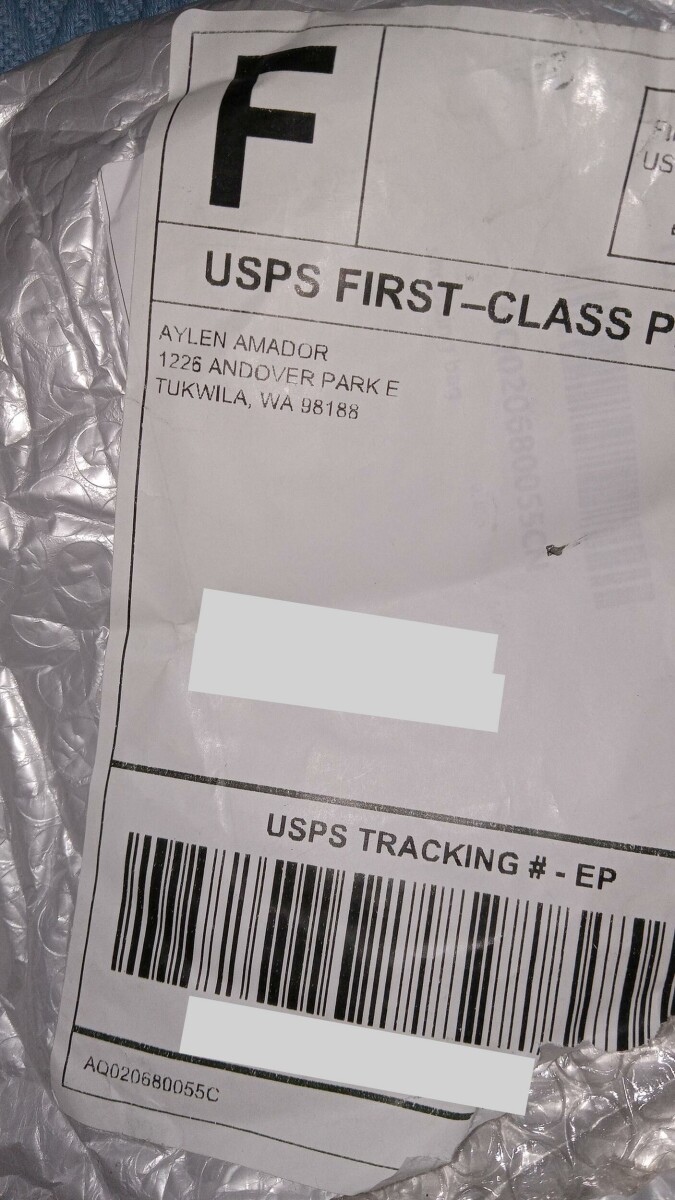 F
USPS FIRST–CLASS P
AYLEN AMADOR
1226 ANDOVER PARK E
TUKWILA, WA 98188
USPS TRACKING # - EP
AQ020680055C